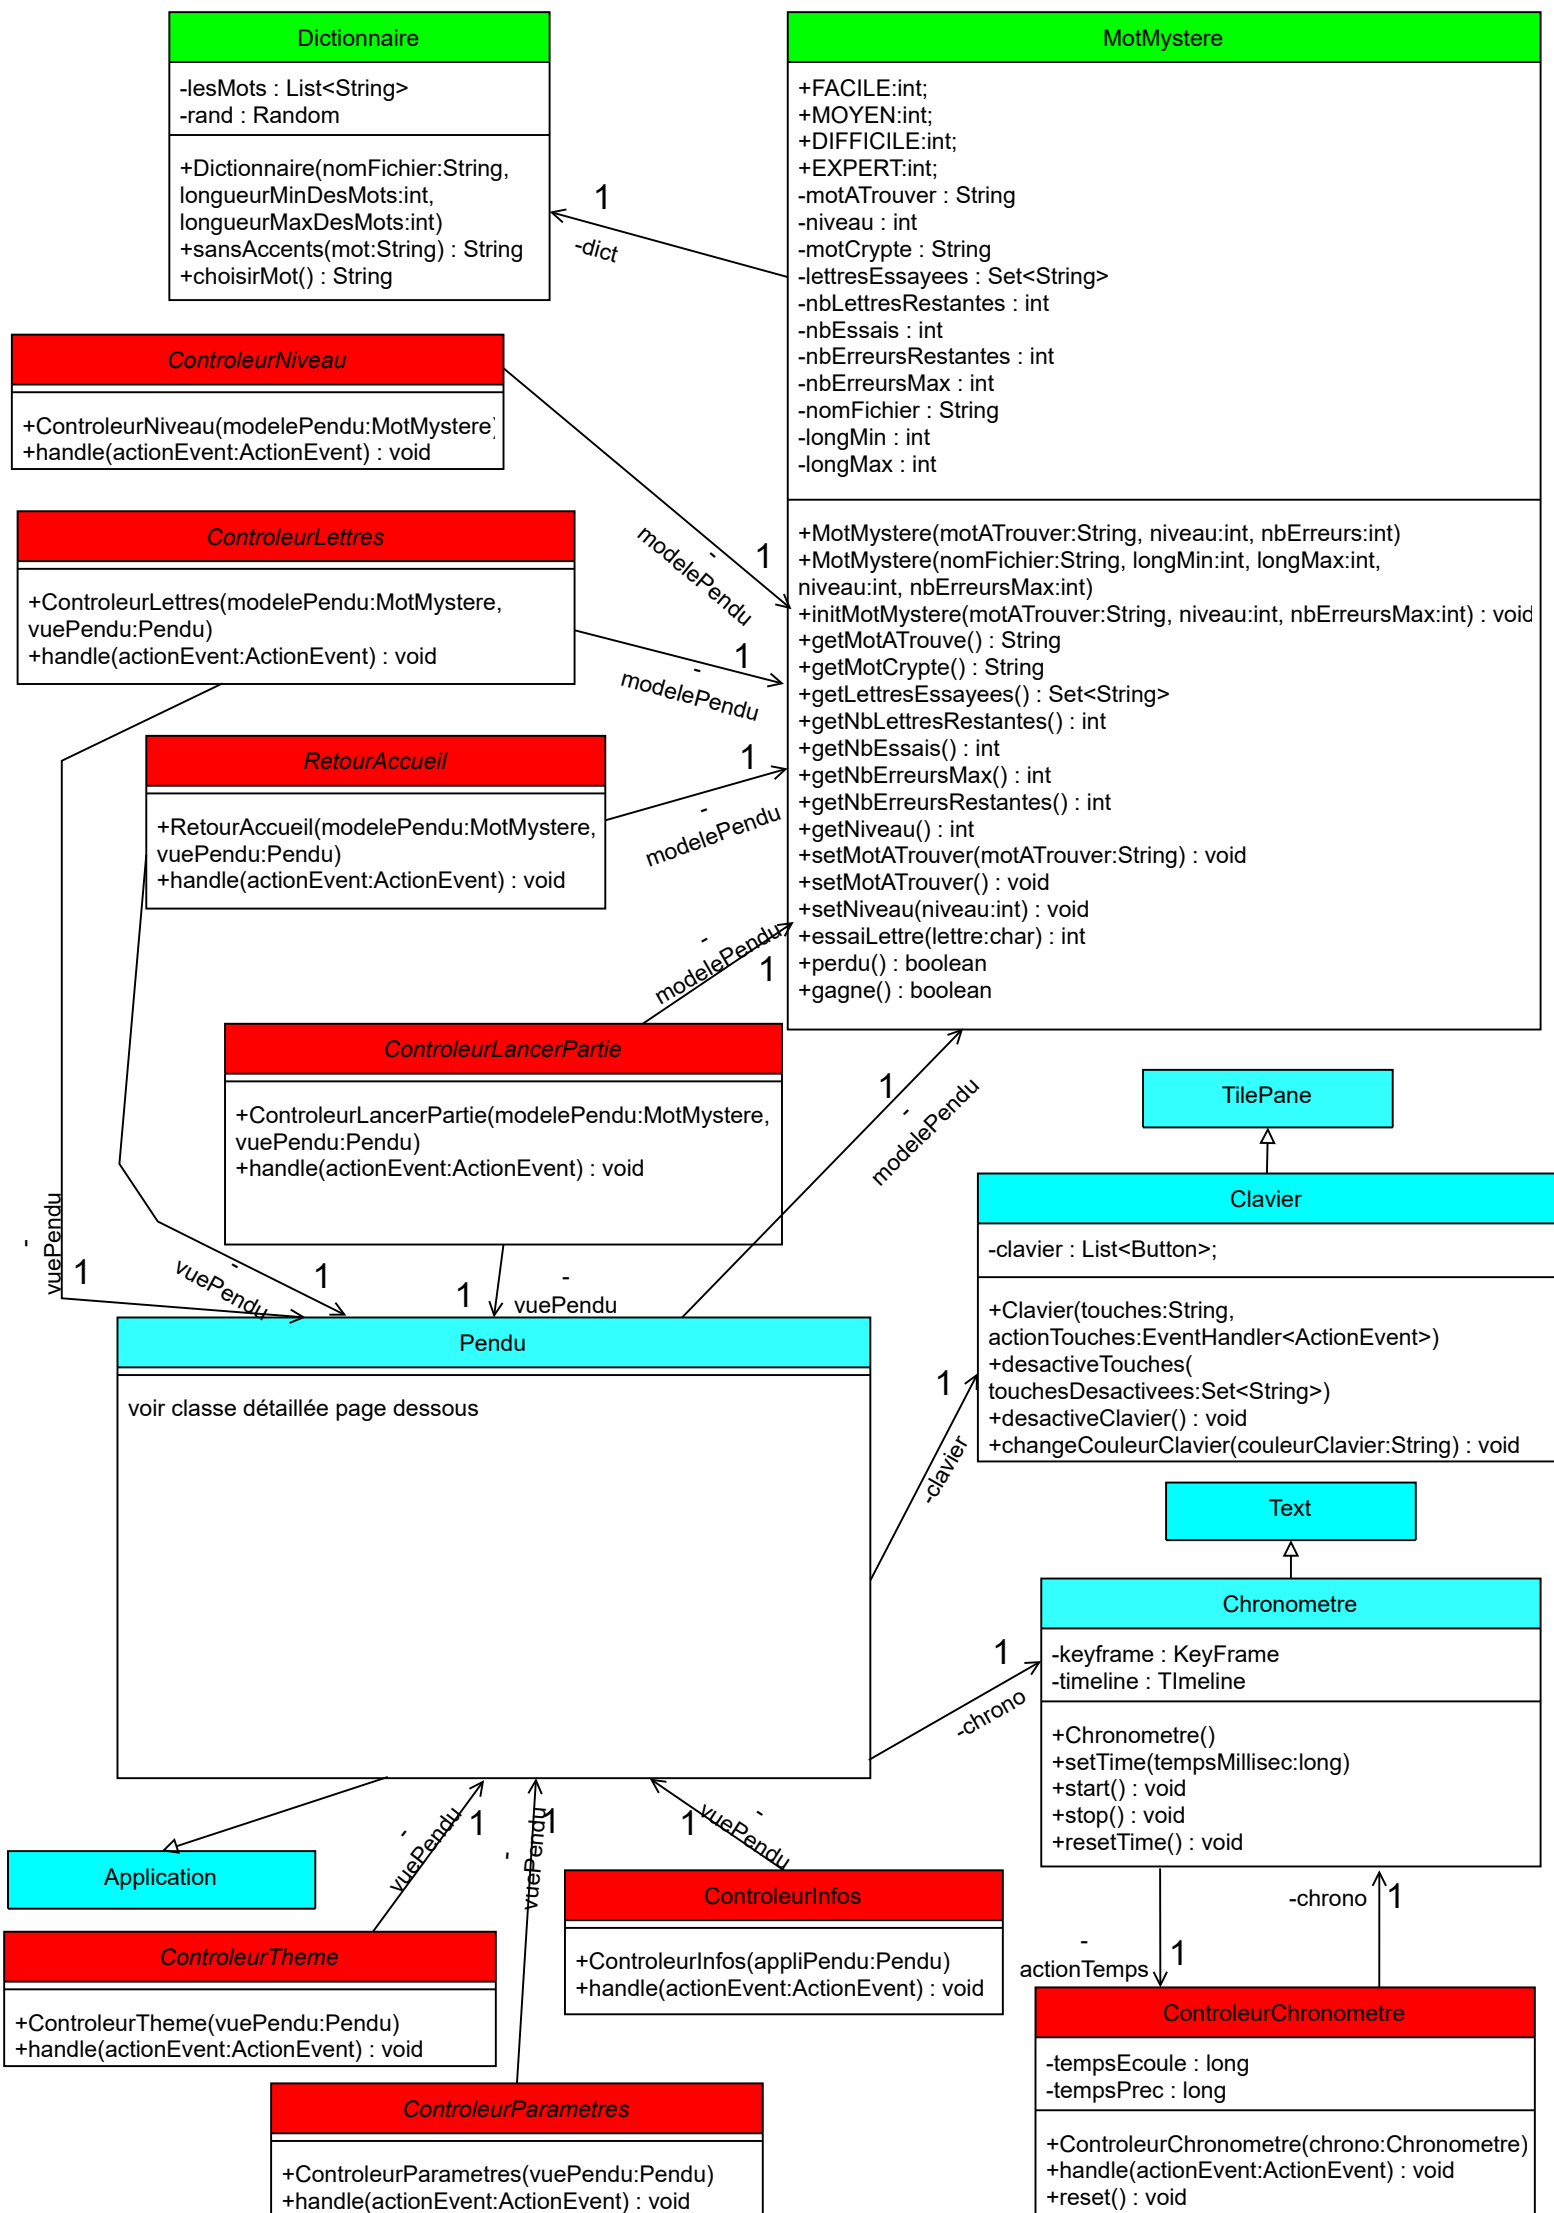 Dictionnaire
-lesMots : List<String>
-rand : Random
+Dictionnaire(nomFichier:String,
longueurMinDesMots:int,
longueurMaxDesMots:int)
+sansAccents(mot:String) : String
+choisirMot() : String
1
-dict
MotMystere
+FACILE:int;
+MOYEN:int;
+DIFFICILE:int;
+EXPERT:int;
-motATrouver : String
-niveau : int
-motCrypte : String
-lettresEssayees : Set<String>
-nbLettresRestantes : int
-nbEssais : int
-nbErreursRestantes : int
-nbErreursMax : int
-nomFichier : String
-longMin : int
-longMax : int
+MotMystere(motATrouver:String, niveau:int, nbErreurs:int)
+MotMystere(nomFichier:String, longMin:int, longMax:int,
niveau:int, nbErreursMax:int)
+initMotMystere(motATrouver:String, niveau:int, nbErreursMax:int) : void
+getMotATrouve() : String
+getMotCrypte() : String
+getLettresEssayees() : Set<String>
+getNbLettresRestantes() : int
+getNbEssais() : int
+getNbErreursMax() : int
+getNbErreursRestantes() : int
+getNiveau() : int
+setMotATrouver(motATrouver:String) : void
+setMotATrouver() : void
+setNiveau(niveau:int) : void
+essaiLettre(lettre:char) : int
+perdu() : boolean
+gagne() : boolean
ControleurNiveau
+ControleurNiveau(modelePendu:MotMystere)
+handle(actionEvent:ActionEvent) : void
-
modelePendu
1
ControleurLettres
+ControleurLettres(modelePendu:MotMystere,
vuePendu:Pendu)
+handle(actionEvent:ActionEvent) : void
1
-
modelePendu
RetourAccueil
+RetourAccueil(modelePendu:MotMystere,
vuePendu:Pendu)
+handle(actionEvent:ActionEvent) : void
1
-
modelePendu
-
modelePendu
1
ControleurLancerPartie
+ControleurLancerPartie(modelePendu:MotMystere,
vuePendu:Pendu)
+handle(actionEvent:ActionEvent) : void
1
-
modelePendu
-
vuePendu
1
-
vuePendu
1
1
-
vuePendu
TilePane
Clavier
-clavier : List<Button>;
+Clavier(touches:String,
actionTouches:EventHandler<ActionEvent>)
+desactiveTouches(
touchesDesactivees:Set<String>)
+desactiveClavier() : void
+changeCouleurClavier(couleurClavier:String) : void
Pendu
voir classe détaillée page dessous
1
-clavier
Text
Chronometre
-keyframe : KeyFrame
-timeline : TImeline
+Chronometre()
+setTime(tempsMillisec:long)
+start() : void
+stop() : void
+resetTime() : void
1
-chrono
Application
-
vuePendu
1
-
vuePendu
1
1
-
vuePendu
ControleurInfos
+ControleurInfos(appliPendu:Pendu)
+handle(actionEvent:ActionEvent) : void
ControleurTheme
+ControleurTheme(vuePendu:Pendu)
+handle(actionEvent:ActionEvent) : void
-chrono
1
-
actionTemps
1
ControleurChronometre
-tempsEcoule : long
-tempsPrec : long
+ControleurChronometre(chrono:Chronometre)
+handle(actionEvent:ActionEvent) : void
+reset() : void
ControleurParametres
+ControleurParametres(vuePendu:Pendu)
+handle(actionEvent:ActionEvent) : void